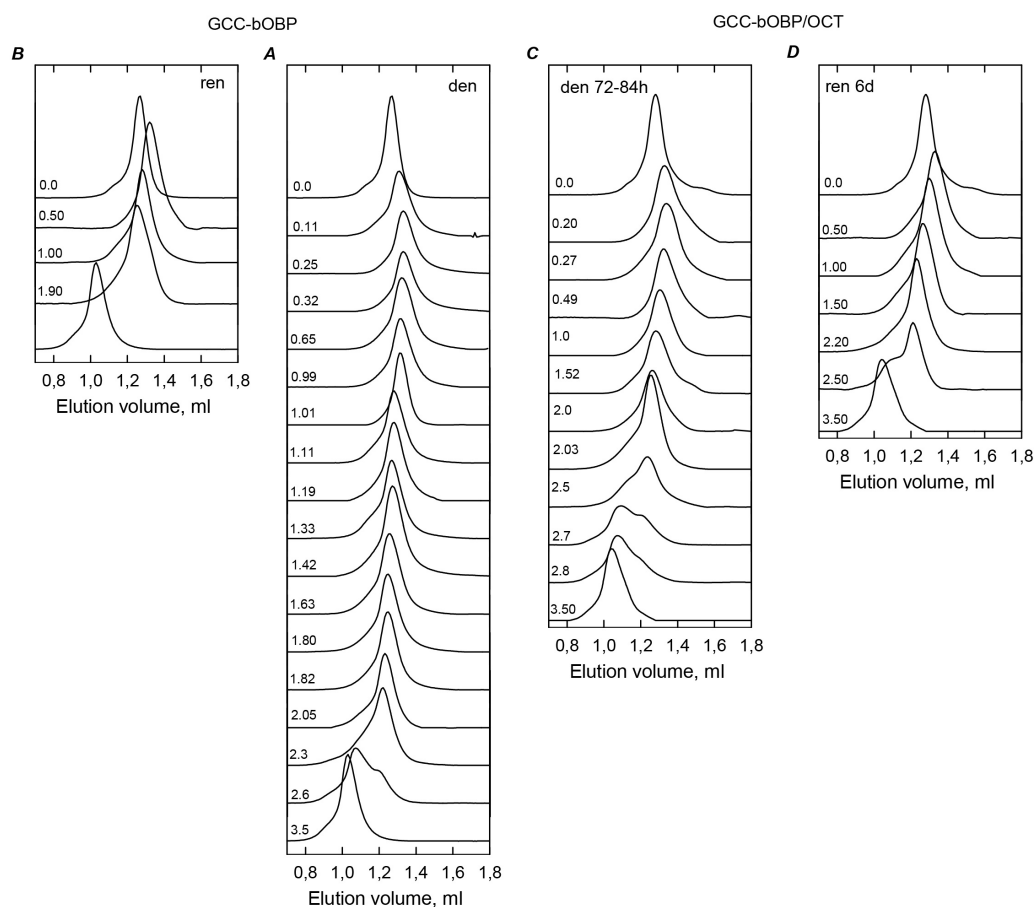 GCC-bOBP
GCC-bOBP/OCT
B
ren
0.0
0.50
1.00
1.90
0,8 1,0 1,2 1,4 1,6 1,8
Elution volume, ml
A
den
0.0
0.11
0.25
0.32
0.65
0.99
1.01
1.11
1.19
1.33
1.42
1.63
1.80
1.82
2.05
2.3
2.6
3.5
0,8 1,0 1,2 1,4 1,6 1,8
Elution volume, ml
C
den 72-84h
0.0
0.20
0.27
0.49
1.0
1.52
2.0
2.03
2.5
2.7
2.8
3.50
0,8 1,0 1,2 1,4 1,6 1,8
Elution volume, ml
D
ren 6d
0.0
0.50
1.00
1.50
2.20
2.50
3.50
0,8 1,0 1,2 1,4 1,6 1,8
Elution volume, ml